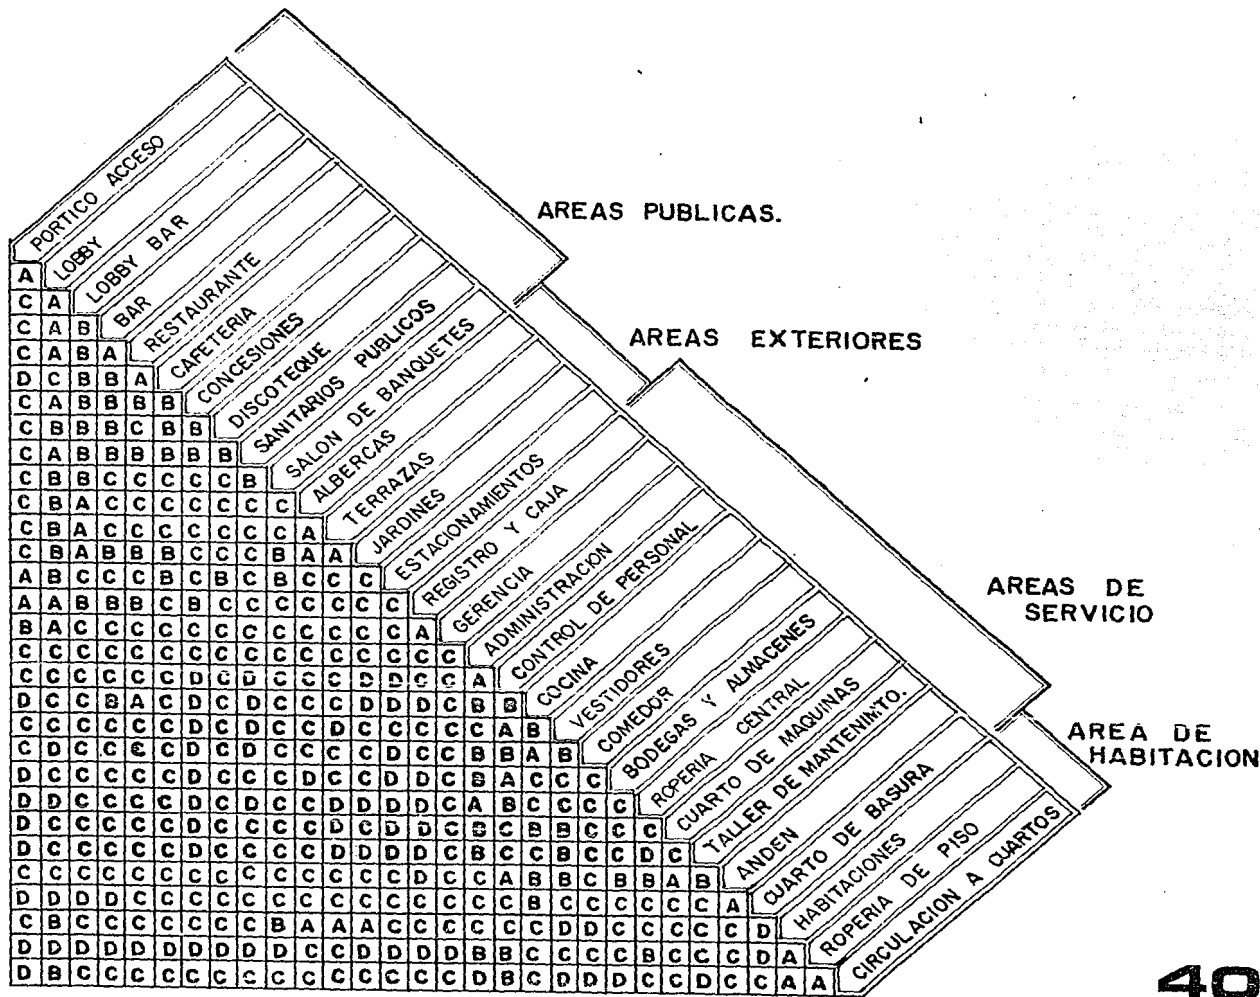 AREAS PUBLICAS.
AREAS EXTERIORES
AREAS DE
SERVICIO
AREA DE
HABITACION
PORTICO ACCESO
A LOBBY
C A LOBBY BAR
C A B BAR
C A B A RESTAURANTE
D C B B A CAFETERIA
C A B B B B CONCESIONES
C B B B C B B DISCOTEQUE
C A B B B B B B SANITARIOS PUBLICOS
C B B C C C C C B SALON DE BANQUETES
C B A C C C C C C C ALBERCAS
C B A C C C C C C C A TERRAZAS
C B A B B B C C C B A A JARDINES
A B C C C B C B C B C C C ESTACIONAMIENTOS
A A B B B C B C C C C C C C REGISTRO Y CAJA
B A C C C C C C C C C C C C A GERENCIA
C C C C C C C C C C C C C C C C ADMINISTRACION
C C C C C C D C D C C C D D C C A CONTROL DE PERSONAL
D C C B A C D C D C C C D D D C B B COCINA
C C C C C C D C D C C D C C C C C A B VESTIDORES
C D C C C C D C D C C C C D C C B B A B COMEDOR
D C C C C C D C C C D C C D D C B A C C C BODEGAS Y ALMACENES
D D C C C C D C D C C D D D D C A B C C C C ROPERIA CENTRAL
D C C C C C D C C C C D C D D C B C B B C C C CUARTO DE MAQUINAS
D C C C C C D C C C C D D D D C B C C B C C D C TALLER DE MANTENIMTO.
C C C C C C C C C C C C C C D C C A B B C B B A B ANDEN
D D D D C C C C C C C C C C C C C C B C C C C C C A CUARTO DE BASURA
C B C C C C C C C B A A A C C C C C C D D C C C C C D HABITACIONES
D D D D D D D D D D C C D D D D B B C C C C B C C C D A ROPERIA DE PISO
D B C C C C C C C C C C C C C C D B C D D D C C D C C A A CIRCULACION A CUARTOS
40